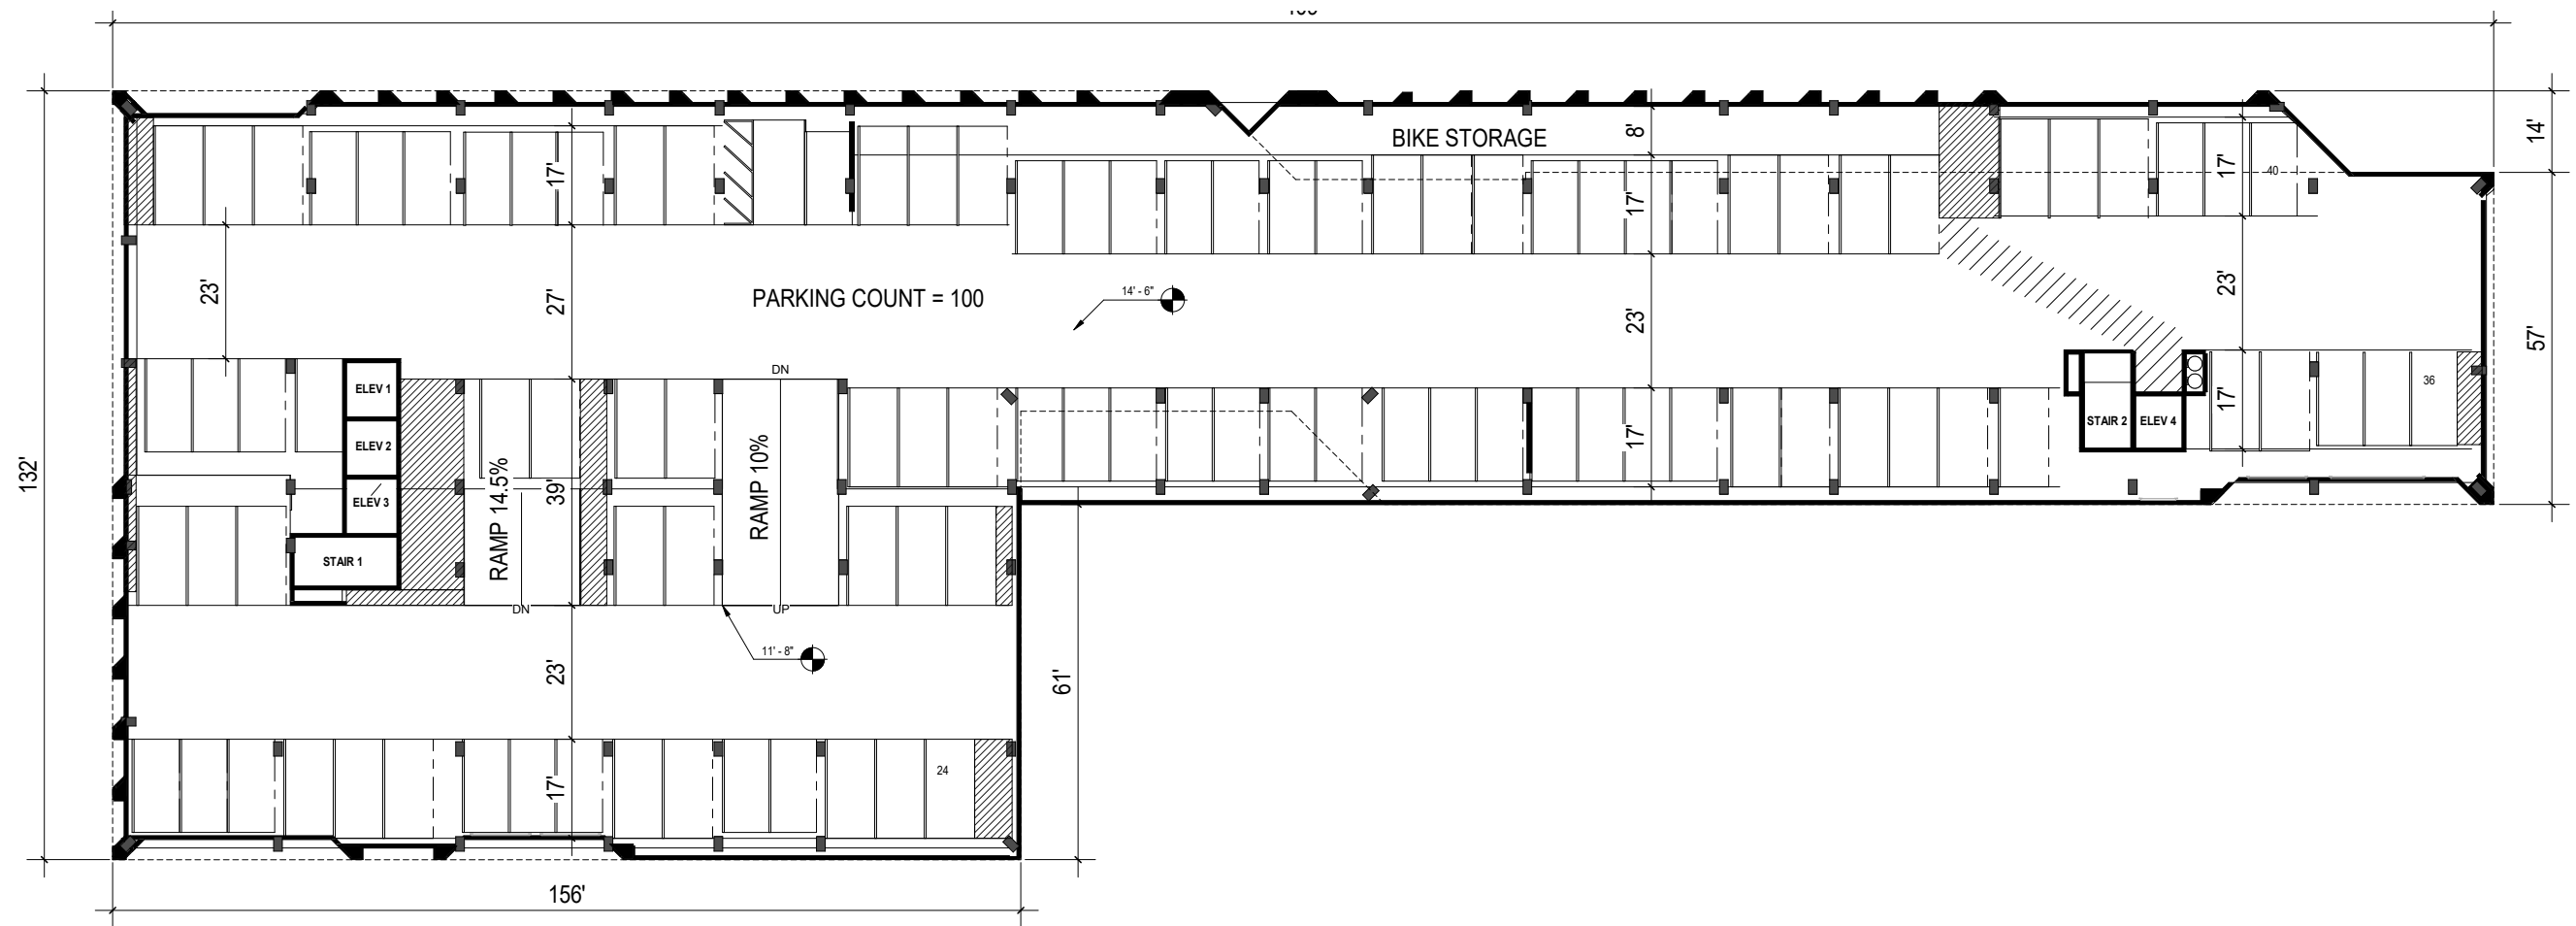 BIKE STORAGE
8'
14'
17'
17'
17'
40
23'
27'
PARKING COUNT = 100
14' - 6"
23'
23'
57'
132'
ELEV 1
ELEV 2
ELEV 3
STAIR 1
DN
RAMP 14.5%
39'
RAMP 10%
DN
UP
17'
STAIR 2
ELEV 4
17'
36
11' - 8"
23'
61'
17'
24
156'